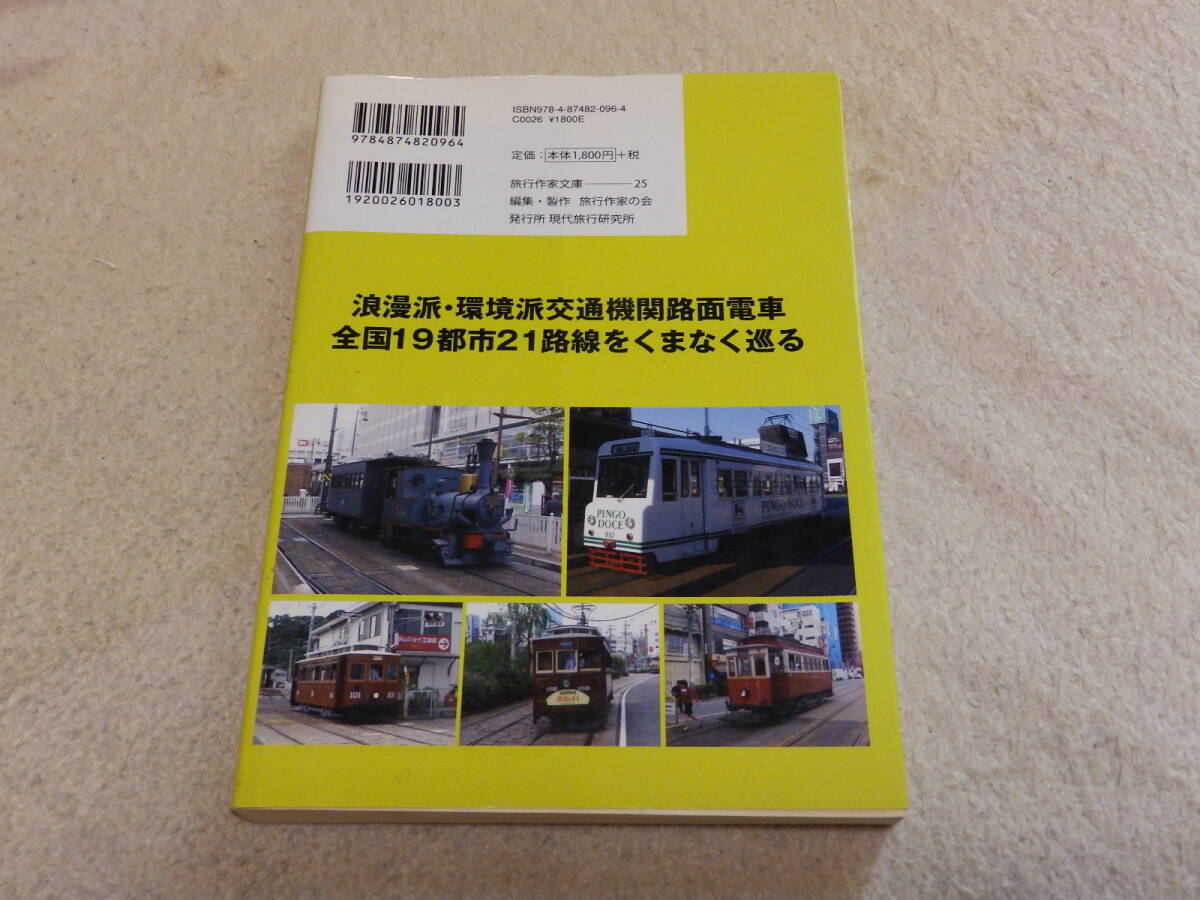 9784874820964
1920026018003
ISBN978-4-87482-096-4
C0026 ¥1800E
定価：本体1,800円＋税
旅行作家文庫―――25
編集・製作 旅行作家の会
発行所 現代旅行研究所
浪漫派・環境派交通機関路面電車
全国19都市21路線をくまなく巡る
PINGO
DOCE
910
PINGO DOCE
101